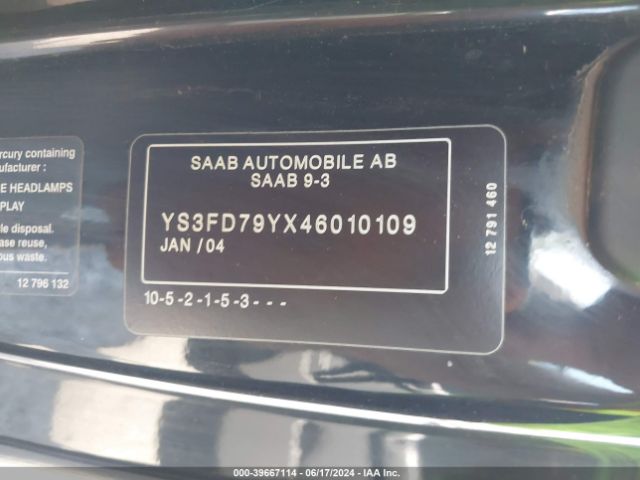 rcury containing
ufacturer :
E HEADLAMPS
PLAY
le disposal.
ase reuse,
ous waste.
12 796 132
SAAB AUTOMOBILE AB
SAAB 9-3
YS3FD79YX46010109
JAN /04
10-5-2-1-5-3---
12 791 460
000-39667114 - 06/17/2024 - IAA Inc.